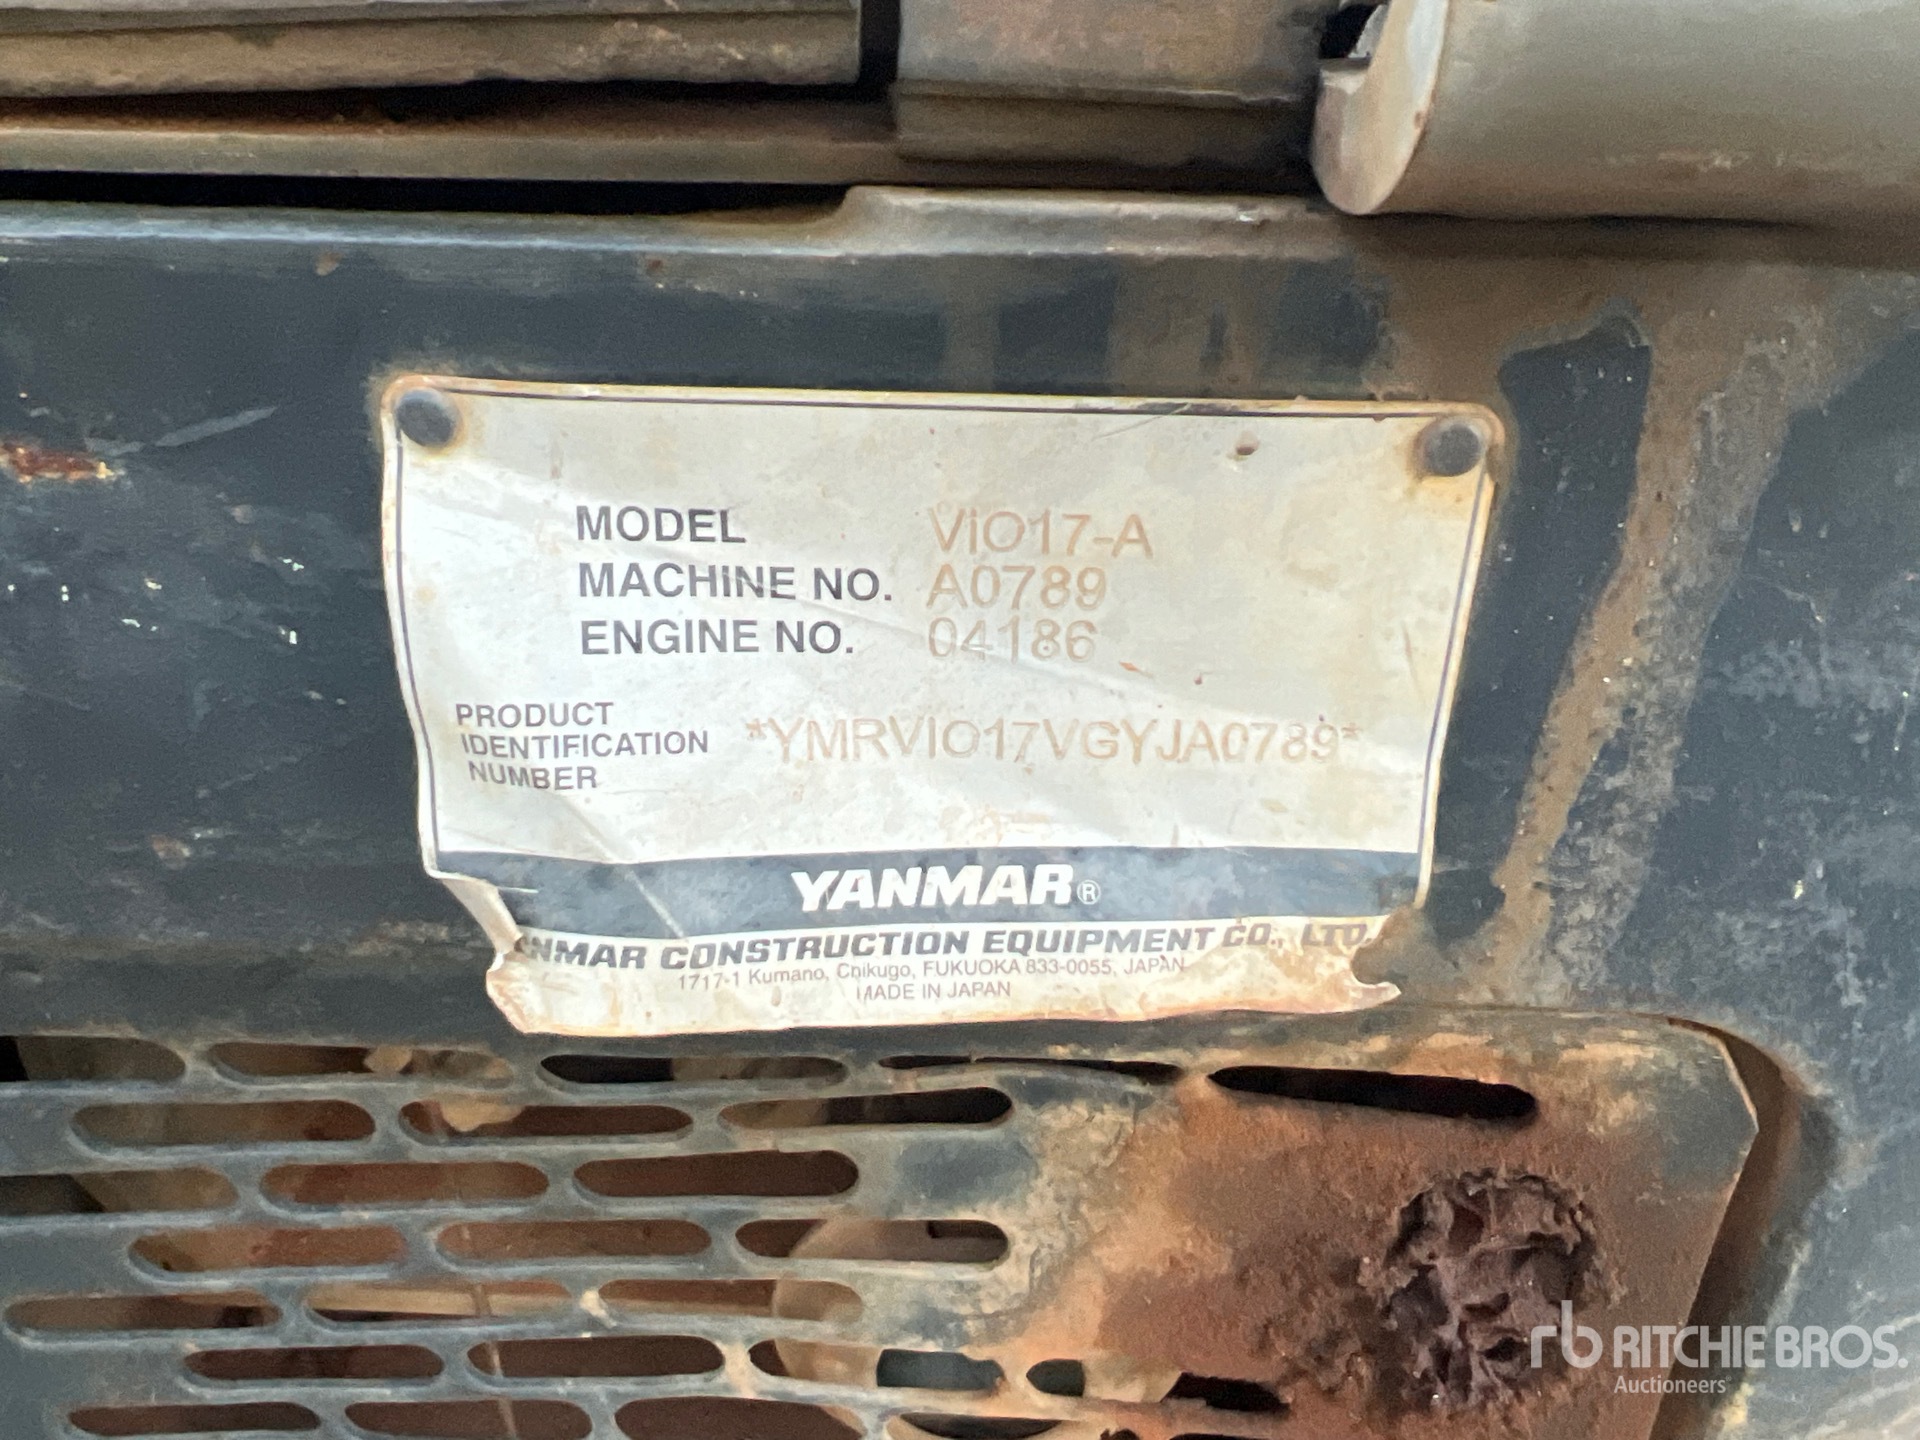 MODEL ViO17-A
MACHINE NO. A0789
ENGINE NO. 04186
PRODUCT
IDENTIFICATION
NUMBER
*YMRVIO17VGYJA0789*
YANMAR®
NMAR CONSTRUCTION EQUIPMENT CO., LTD.
1717-1 Kumano, Chikugo, FUKUOKA 833-0055, JAPAN
MADE IN JAPAN
rb RITCHIE BROS.
Auctioneers